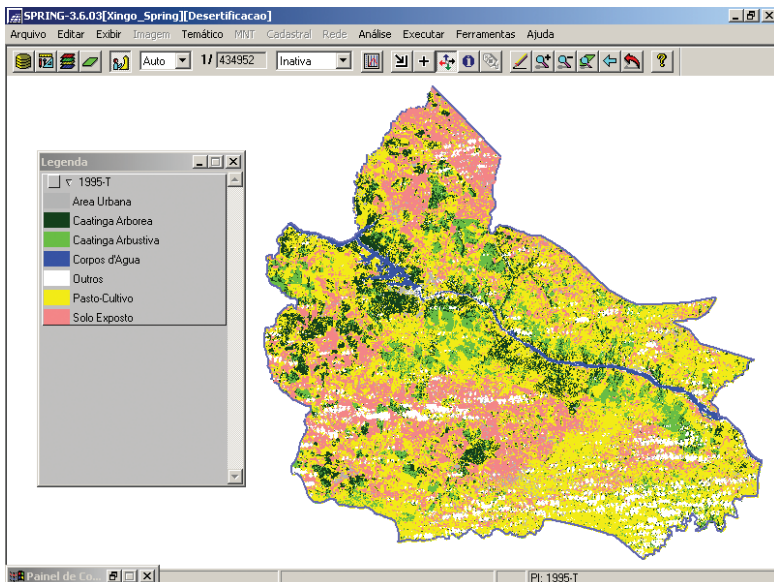 SPRING-3.6.03[Xingo_Spring][Desertificacao]
Arquivo Editar Exibir Imagem Temático MNT Cadastral Rede Análise Executar Ferramentas Ajuda
Auto 1/ 434952 Inativa
Legenda
1995-T
Area Urbana
Caatinga Arborea
Caatinga Arbustiva
Corpos d'Agua
Outros
Pasto-Cultivo
Solo Exposto
Painel de Co... PI: 1995-T